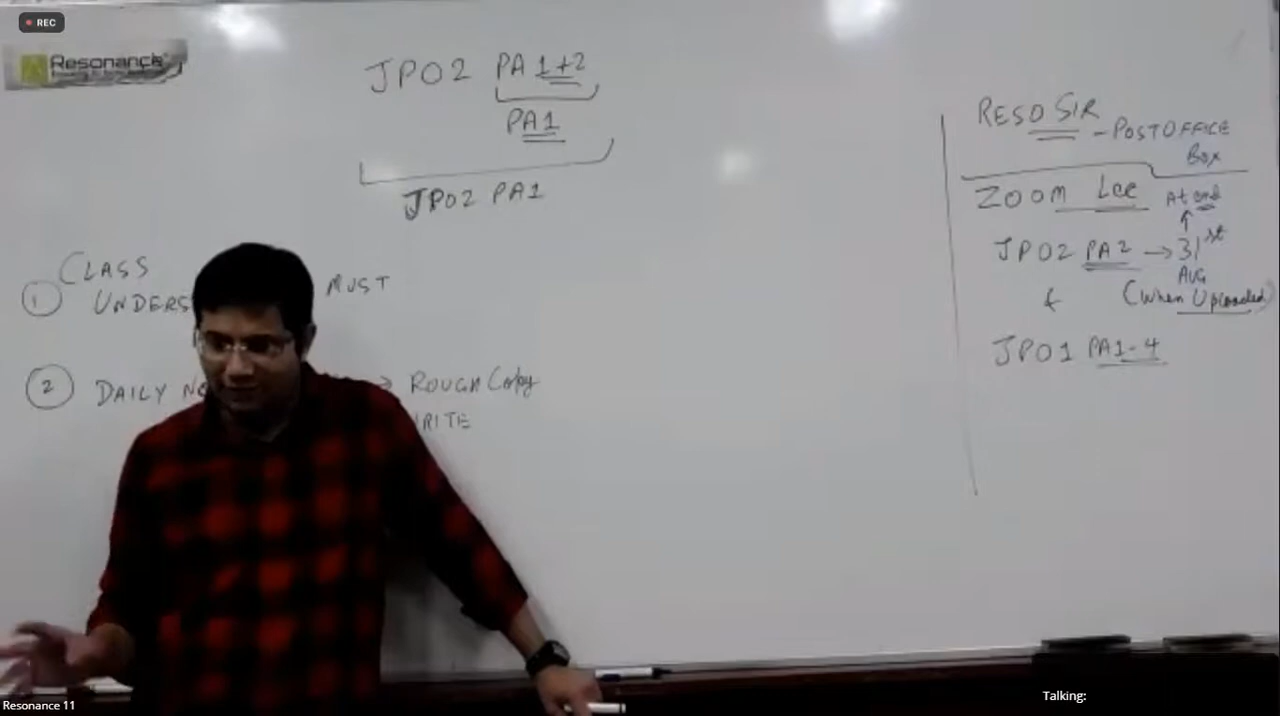 REC
Resonance
JPO2 PA 1+2
PA1
JPO2 PA1
CLASS
1 UNDERS MUST
2 DAILY NO → ROUGH Copy
RITE
RESO SIR
- POSTOFFICE
Box
ZOOM Lec At end
JPO2 PA2 → 31st
AUG
& (When Uploaded)
JPO1 PA1-4
Resonance 11
Talking: